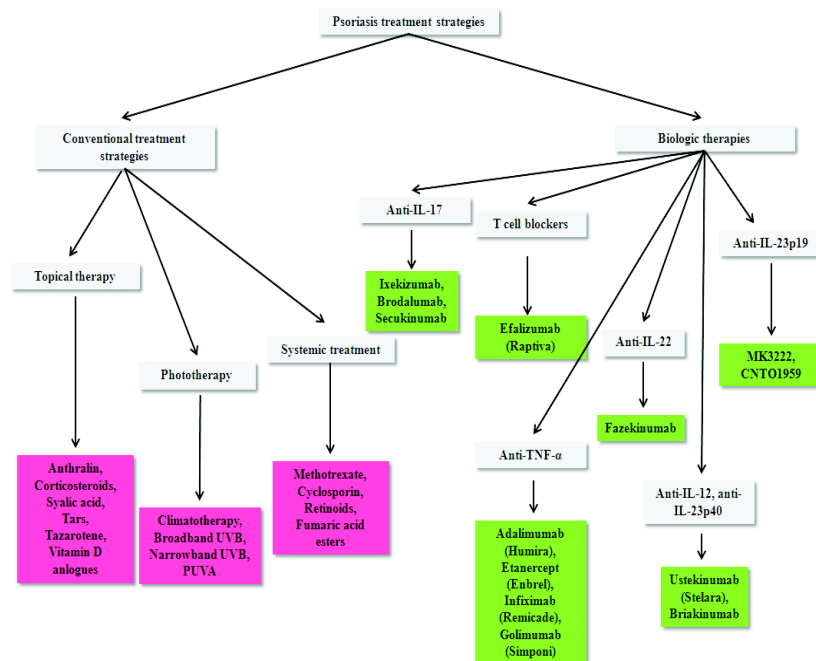 Psoriasis treatment strategies
Conventional treatment
strategies
Biologic therapies
Topical therapy
Phototherapy
Systemic treatment
Anthralin,
Corticosteroids,
Syalic acid,
Tars,
Tazarotene,
Vitamin D
anlogues
Climatotherapy,
Broadband UVB,
Narrowband UVB,
PUVA
Methotrexate,
Cyclosporin,
Retinoids,
Fumaric acid
esters
Anti-IL-17
Ixekizumab,
Brodalumab,
Secukinumab
T cell blockers
Efalizumab
(Raptiva)
Anti-TNF-α
Adalimumab
(Humira),
Etanercept
(Enbrel),
Infiximab
(Remicade),
Golimumab
(Simponi)
Anti-IL-22
Fazekinumab
Anti-IL-12, anti-
IL-23p40
Ustekinumab
(Stelara),
Briakinumab
Anti-IL-23p19
MK3222,
CNTO1959